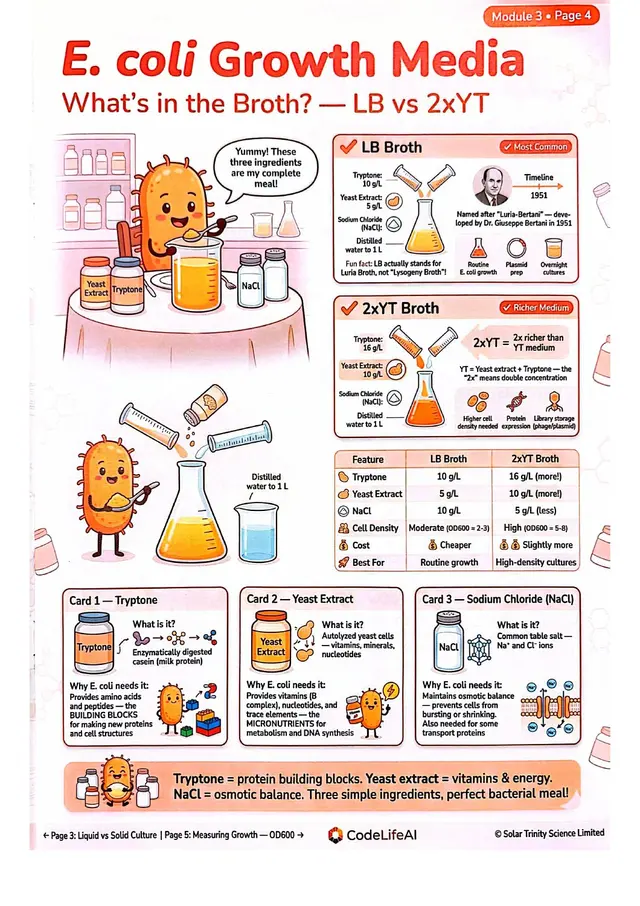 Module 3 • Page 4
E. coli Growth Media
What's in the Broth? — LB vs 2xYT
Yummy! These
three ingredients
are my complete
meal!
Yeast
Extract
Tryptone
NaCl
LB Broth
✓ Most Common
Tryptone:
10 g/L
Yeast Extract:
5 g/L
Sodium Chloride
(NaCl):
Distilled
water to 1 L
Timeline
1951
Named after "Luria-Bertani" — deve-
loped by Dr. Giuseppe Bertani in 1951
Fun fact: LB actually stands for
Luria Broth, not "Lysogeny Broth"!
Routine
E. coli growth
Plasmid
prep
Overnight
cultures
2xYT Broth
✓ Richer Medium
Tryptone:
16 g/L
Yeast Extract:
10 g/L
Sodium Chloride
(NaCl):
Distilled
water to 1 L
2xYT = 2x richer than
YT medium
YT = Yeast extract + Tryptone — the
"2x" means double concentration
Higher cell
density needed
Protein
expression
Library storage
(phage/plasmid)
Distilled
water to 1 L
Feature LB Broth 2xYT Broth
Tryptone 10 g/L 16 g/L (more!)
Yeast Extract 5 g/L 10 g/L (more!)
NaCl 10 g/L 5 g/L (less)
Cell Density Moderate (OD600 = 2-3) High (OD600 = 5-8)
Cost Cheaper Slightly more
Best For Routine growth High-density cultures
Card 1 — Tryptone
Tryptone
What is it?
Enzymatically digested
casein (milk protein)
Why E. coli needs it:
Provides amino acids
and peptides — the
BUILDING BLOCKS
for making new proteins
and cell structures
Card 2 — Yeast Extract
Yeast
Extract
What is it?
Autolyzed yeast cells
— vitamins, minerals,
nucleotides
Why E. coli needs it:
Provides vitamins (B
complex), nucleotides, and
trace elements — the
MICRONUTRIENTS for
metabolism and DNA synthesis
Card 3 — Sodium Chloride (NaCl)
NaCl
What is it?
Common table salt —
Na⁺ and Cl⁻ ions
Why E. coli needs it:
Maintains osmotic balance
— prevents cells from
bursting or shrinking.
Also needed for some
transport proteins
Tryptone = protein building blocks. Yeast extract = vitamins & energy.
NaCl = osmotic balance. Three simple ingredients, perfect bacterial meal!
← Page 3: Liquid vs Solid Culture | Page 5: Measuring Growth — OD600 →
CodeLifeAI
© Solar Trinity Science Limited